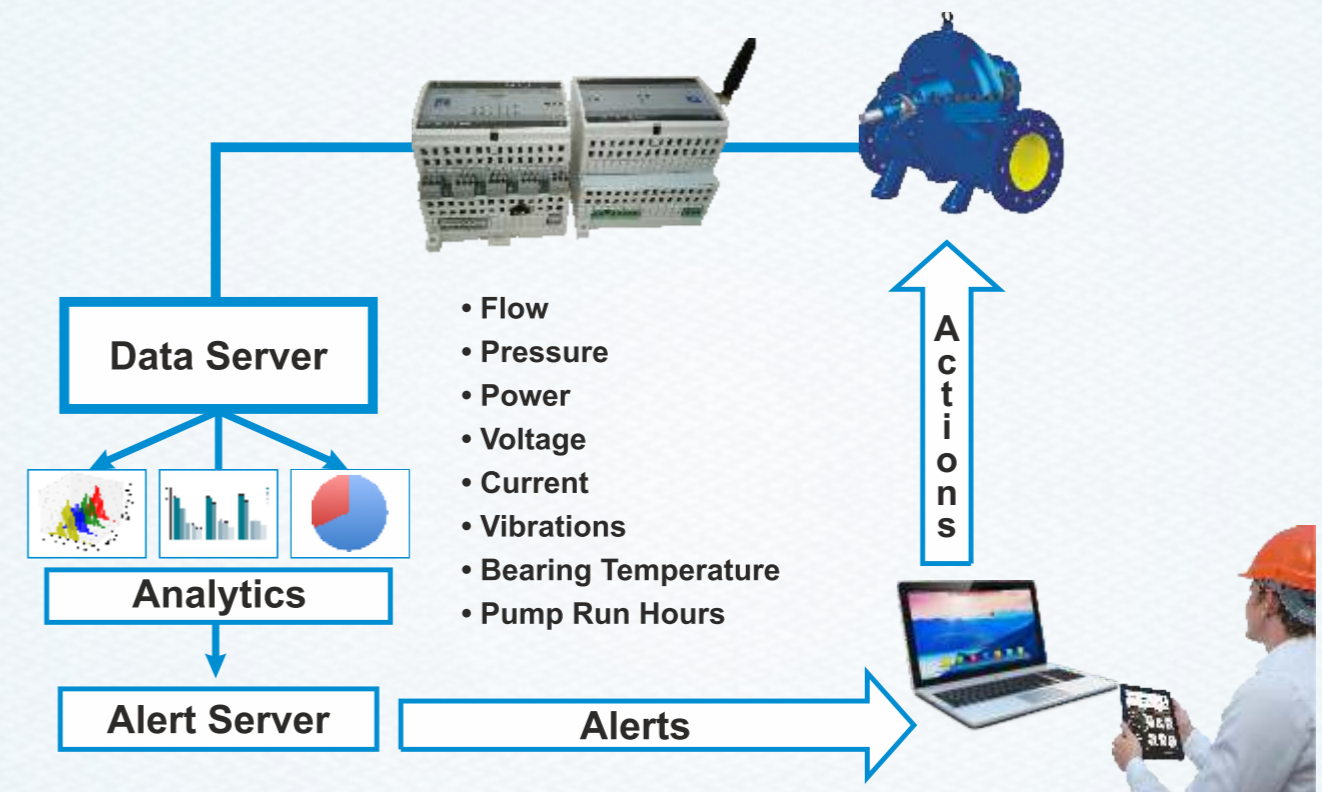 Data Server
• Flow
• Pressure
• Power
• Voltage
• Current
• Vibrations
• Bearing Temperature
• Pump Run Hours
Actions
Analytics
Alert Server
Alerts